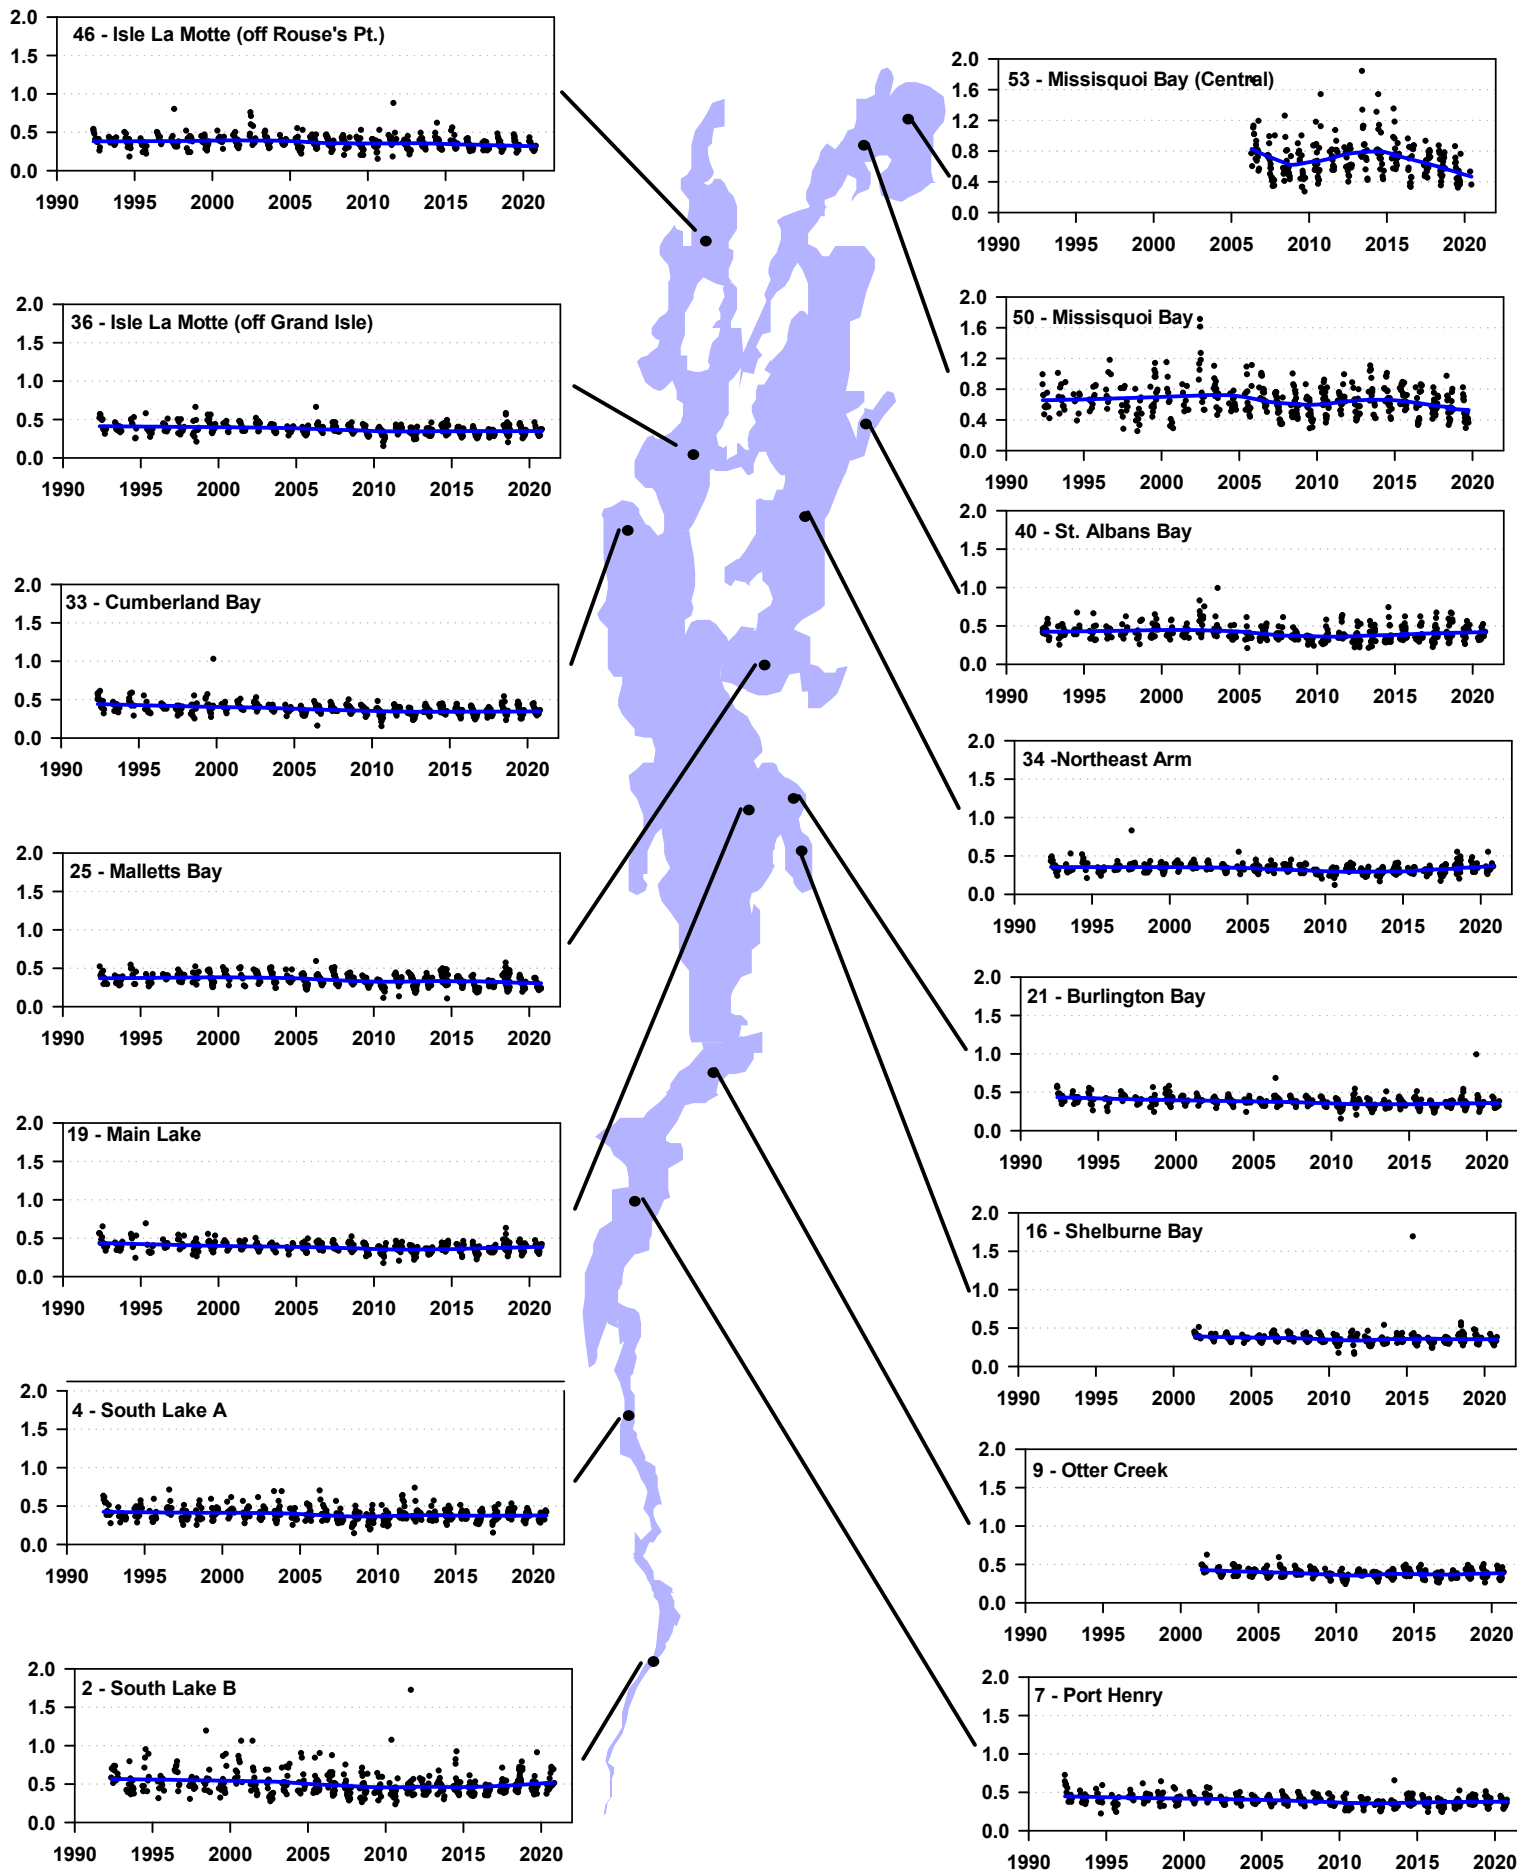 46 - Isle La Motte (off Rouse's Pt.)
2.0
1.5
1.0
0.5
0.0
1990 1995 2000 2005 2010 2015 2020
36 - Isle La Motte (off Grand Isle)
2.0
1.5
1.0
0.5
0.0
1990 1995 2000 2005 2010 2015 2020
33 - Cumberland Bay
2.0
1.5
1.0
0.5
0.0
1990 1995 2000 2005 2010 2015 2020
25 - Malletts Bay
2.0
1.5
1.0
0.5
0.0
1990 1995 2000 2005 2010 2015 2020
19 - Main Lake
2.0
1.5
1.0
0.5
0.0
1990 1995 2000 2005 2010 2015 2020
4 - South Lake A
2.0
1.5
1.0
0.5
0.0
1990 1995 2000 2005 2010 2015 2020
2 - South Lake B
2.0
1.5
1.0
0.5
0.0
1990 1995 2000 2005 2010 2015 2020
53 - Missisquoi Bay (Central)
2.0
1.6
1.2
0.8
0.4
0.0
1990 1995 2000 2005 2010 2015 2020
50 - Missisquoi Bay
2.0
1.6
1.2
0.8
0.4
0.0
1990 1995 2000 2005 2010 2015 2020
40 - St. Albans Bay
2.0
1.5
1.0
0.5
0.0
1990 1995 2000 2005 2010 2015 2020
34 -Northeast Arm
2.0
1.5
1.0
0.5
0.0
1990 1995 2000 2005 2010 2015 2020
21 - Burlington Bay
2.0
1.5
1.0
0.5
0.0
1990 1995 2000 2005 2010 2015 2020
16 - Shelburne Bay
2.0
1.5
1.0
0.5
0.0
1990 1995 2000 2005 2010 2015 2020
9 - Otter Creek
2.0
1.5
1.0
0.5
0.0
1990 1995 2000 2005 2010 2015 2020
7 - Port Henry
2.0
1.5
1.0
0.5
0.0
1990 1995 2000 2005 2010 2015 2020